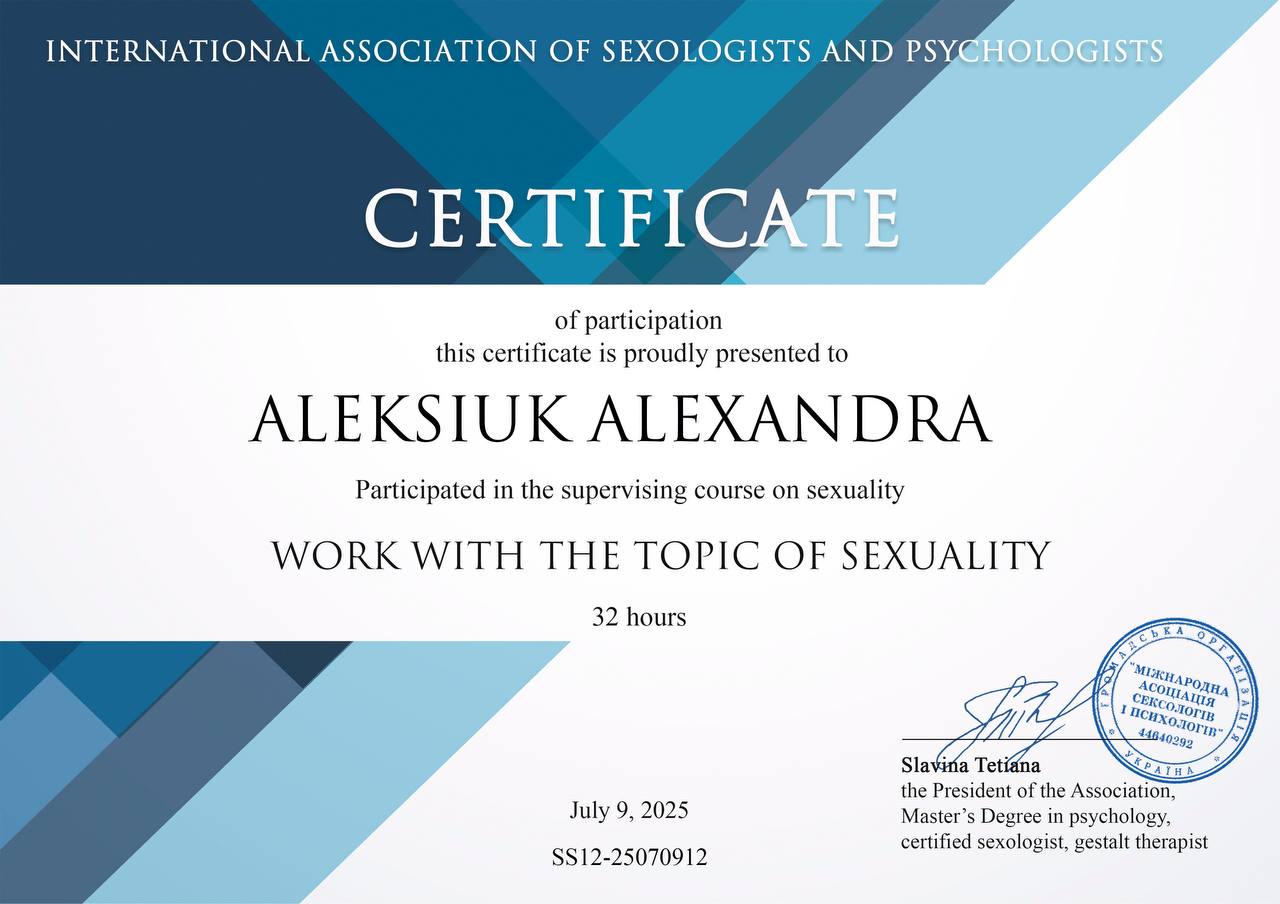 INTERNATIONAL ASSOCIATION OF SEXOLOGISTS AND PSYCHOLOGISTS
CERTIFICATE
of participation
this certificate is proudly presented to
ALEKSIUK ALEXANDRA
Participated in the supervising course on sexuality
WORK WITH THE TOPIC OF SEXUALITY
32 hours
ГРОМАДСЬКА ОРГАНІЗАЦІЯ
"МІЖНАРОДНА
АСОЦІАЦІЯ
СЕКСОЛОГІВ
І ПСИХОЛОГІВ"
44640292
* УКРАЇНА *
Slavina Tetiana
the President of the Association,
Master’s Degree in psychology,
certified sexologist, gestalt therapist
July 9, 2025
SS12-25070912